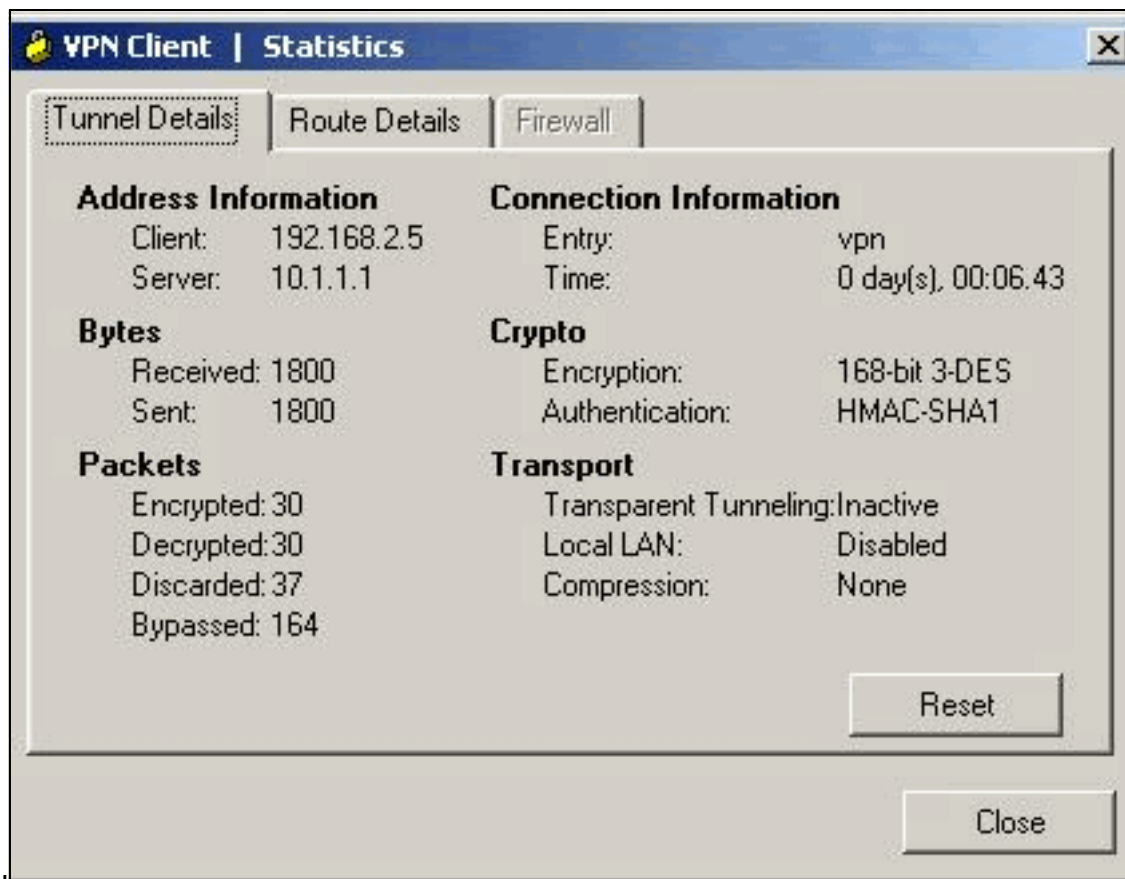 VPN Client | Statistics
Tunnel Details
Route Details
Firewall
Address Information
Client: 192.168.2.5
Server: 10.1.1.1
Connection Information
Entry: vpn
Time: 0 day(s), 00:06.43
Bytes
Received: 1800
Sent: 1800
Crypto
Encryption: 168-bit 3-DES
Authentication: HMAC-SHA1
Packets
Encrypted: 30
Decrypted: 30
Discarded: 37
Bypassed: 164
Transport
Transparent Tunneling: Inactive
Local LAN: Disabled
Compression: None
Reset
Close